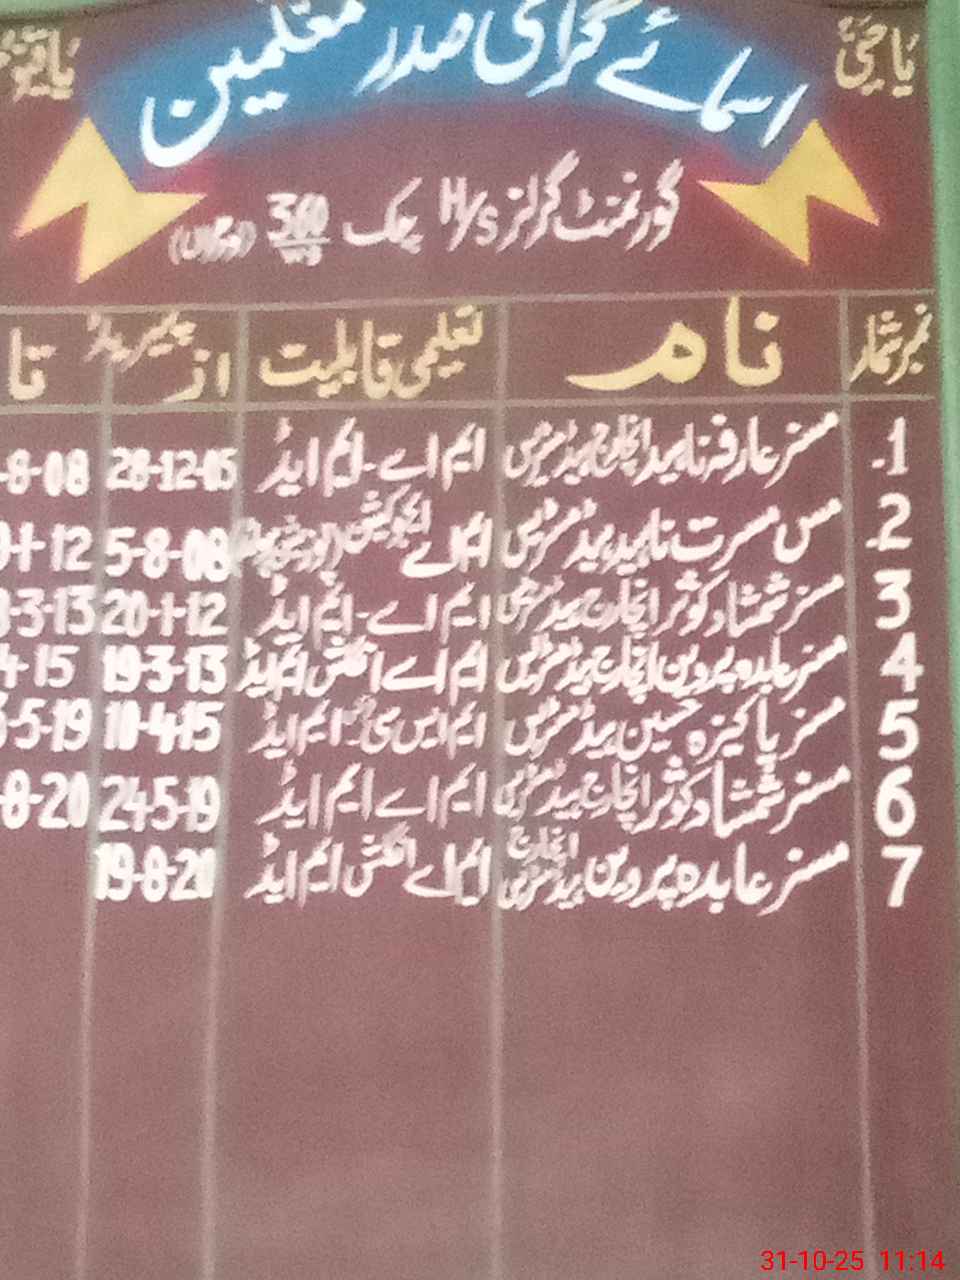 یا حیُّ یا قیوم
اسمائے گرامی صدر معلمین
گورنمنٹ گرلز H/S چک 360
نمبر شمار نام تعلیمی قابلیت از تا
1 مسز عارفہ ناہید انچارج ہیڈ مسٹریس ایم اے - ایم ایڈ 28-12-05 -8-08
2 مس مسرت ناہید ہیڈ مسٹریس ایم اے ایجوکیشن 5-8-08 -1-12
3 مسز شمشاد کوثر انچارج ہیڈ مسٹریس ایم اے - ایم ایڈ 20-1-12 -3-13
4 مسز عابدہ پروین انچارج ہیڈ مسٹریس ایم اے انگلش ایم ایڈ 19-3-13 4-15
5 مسز پاکیزہ حسین ہیڈ مسٹریس ایم ایس سی ایم ایڈ 10-4-15 -5-19
6 مسز شمشاد کوثر انچارج ہیڈ مسٹریس ایم اے ایم ایڈ 24-5-19 -8-20
7 مسز عابدہ پروین انچارج ہیڈ مسٹریس ایم اے انگلش ایم ایڈ 19-8-20
31-10-25 11:14